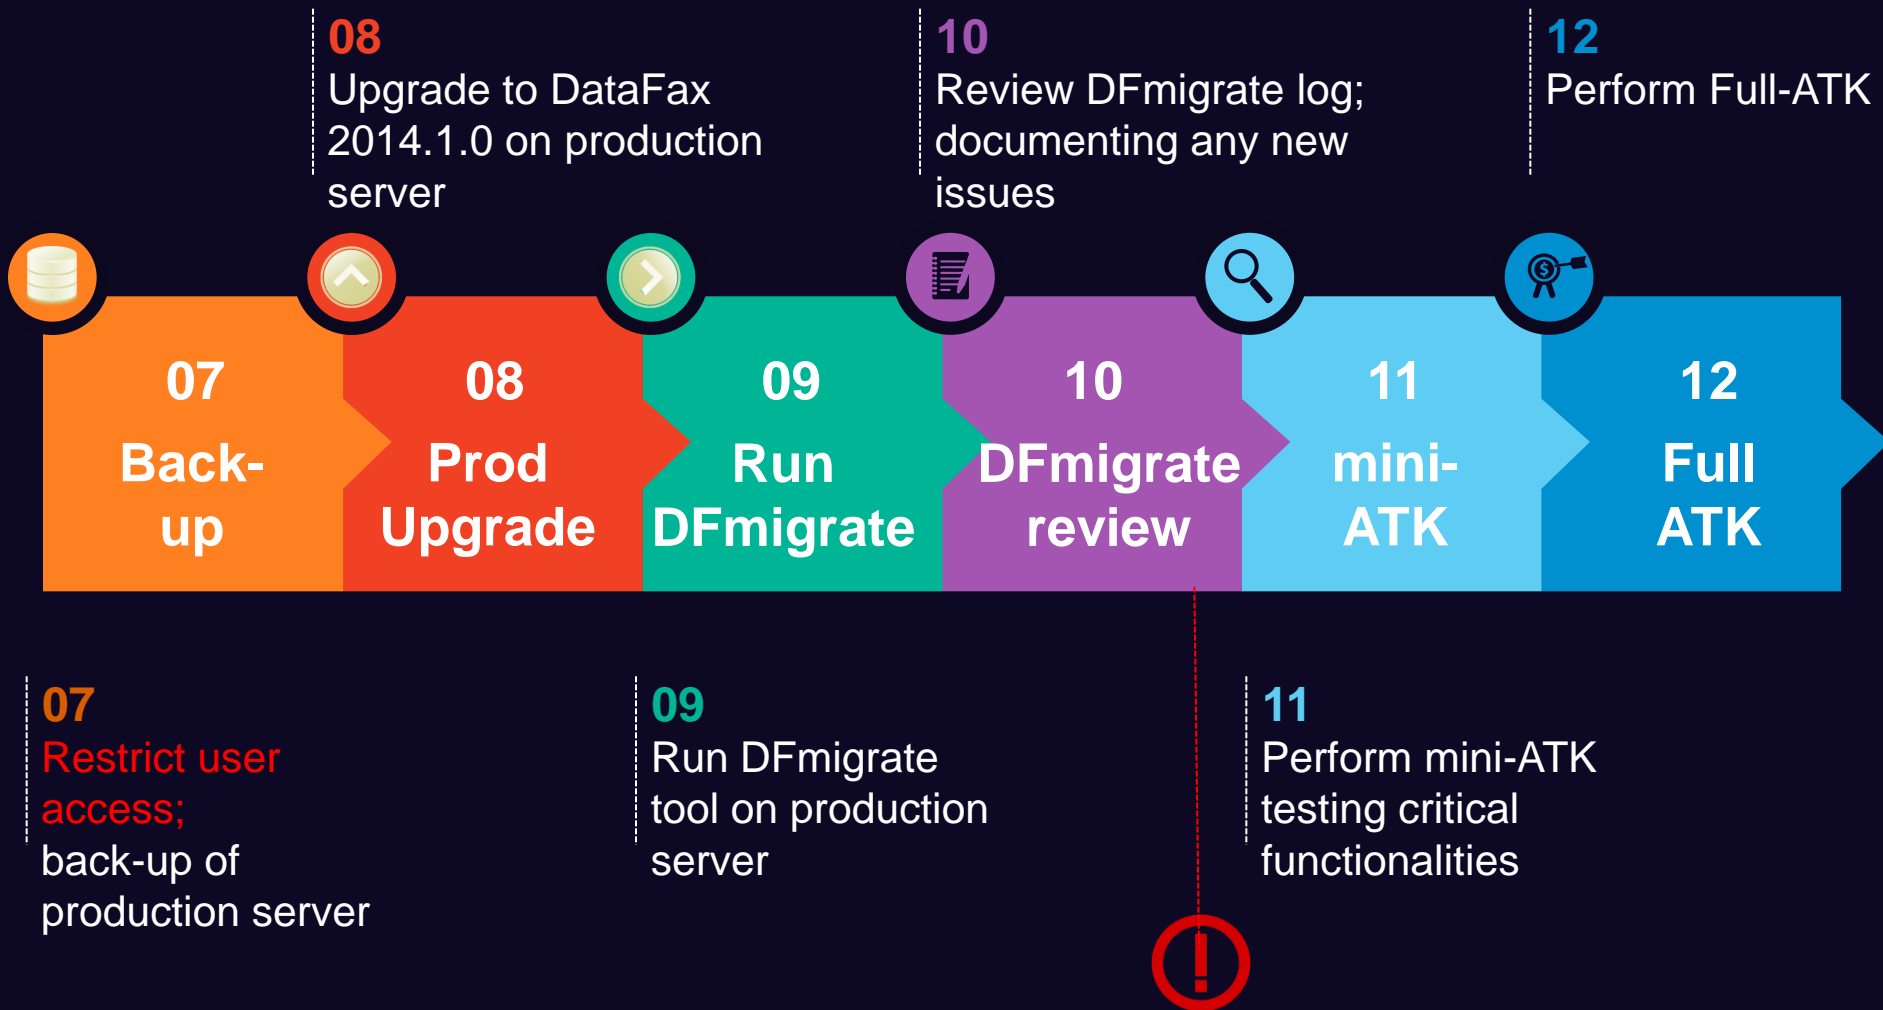 08
Upgrade to DataFax
2014.1.0 on production
server
10
Review DFmigrate log;
documenting any new
issues
12
Perform Full-ATK
07
Back-
up
08
Prod
Upgrade
09
Run
DFmigrate
10
DFmigrate
review
11
mini-
ATK
12
Full
ATK
07
Restrict user
access;
back-up of
production server
09
Run DFmigrate
tool on production
server
11
Perform mini-ATK
testing critical
functionalities